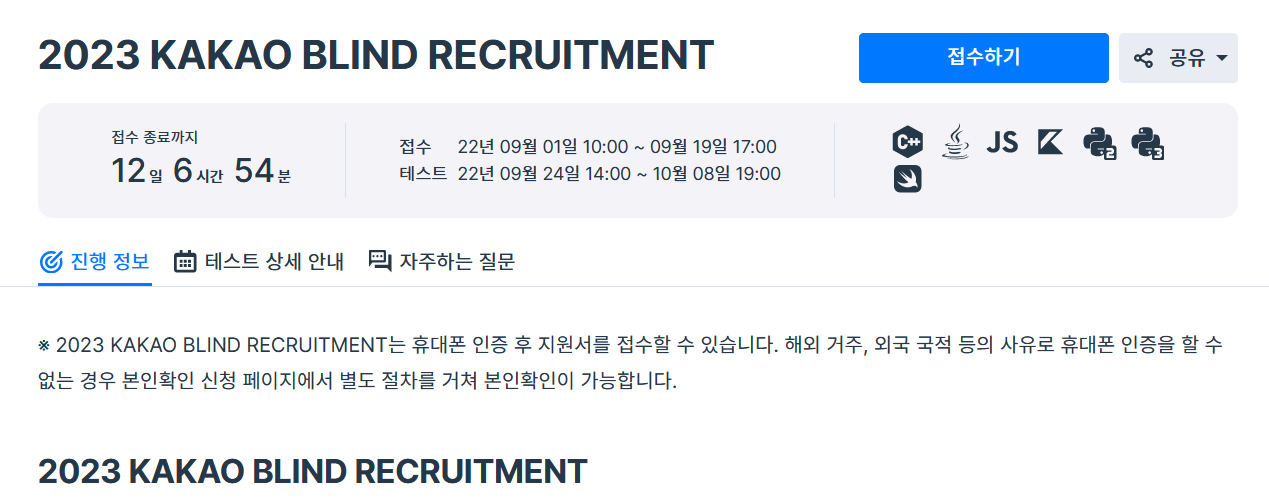 2023 KAKAO BLIND RECRUITMENT
접수하기
공유
접수 종료까지
12일 6시간 54분
접수 22년 09월 01일 10:00 ~ 09월 19일 17:00
테스트 22년 09월 24일 14:00 ~ 10월 08일 19:00
C++
JS
2
3
진행 정보
테스트 상세 안내
자주하는 질문
※ 2023 KAKAO BLIND RECRUITMENT는 휴대폰 인증 후 지원서를 접수할 수 있습니다. 해외 거주, 외국 국적 등의 사유로 휴대폰 인증을 할 수
없는 경우 본인확인 신청 페이지에서 별도 절차를 거쳐 본인확인이 가능합니다.
2023 KAKAO BLIND RECRUITMENT